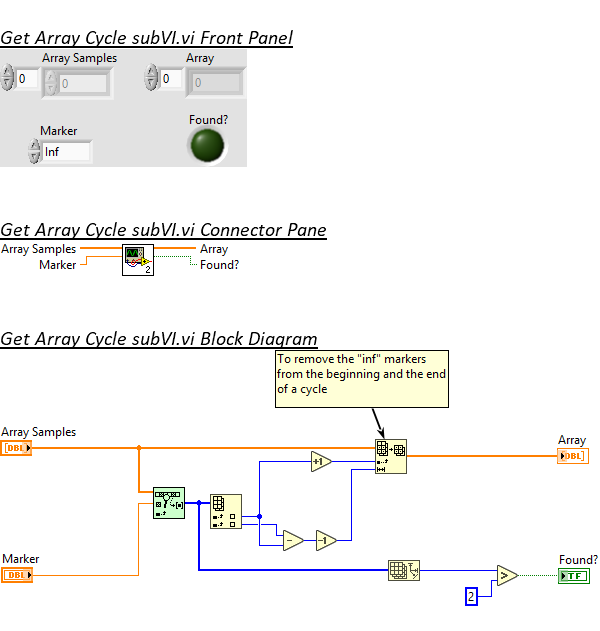 Get Array Cycle subVI.vi Front Panel
Array Samples
Array
0
0
0
0
Marker
Inf
Found?
Get Array Cycle subVI.vi Connector Pane
Array Samples
Array
Marker
Found?
2
Get Array Cycle subVI.vi Block Diagram
To remove the "inf" markers
from the beginning and the end
of a cycle
Array Samples
DBL
Array
DBL
+1
-1
Marker
DBL
Found?
TF
>
2